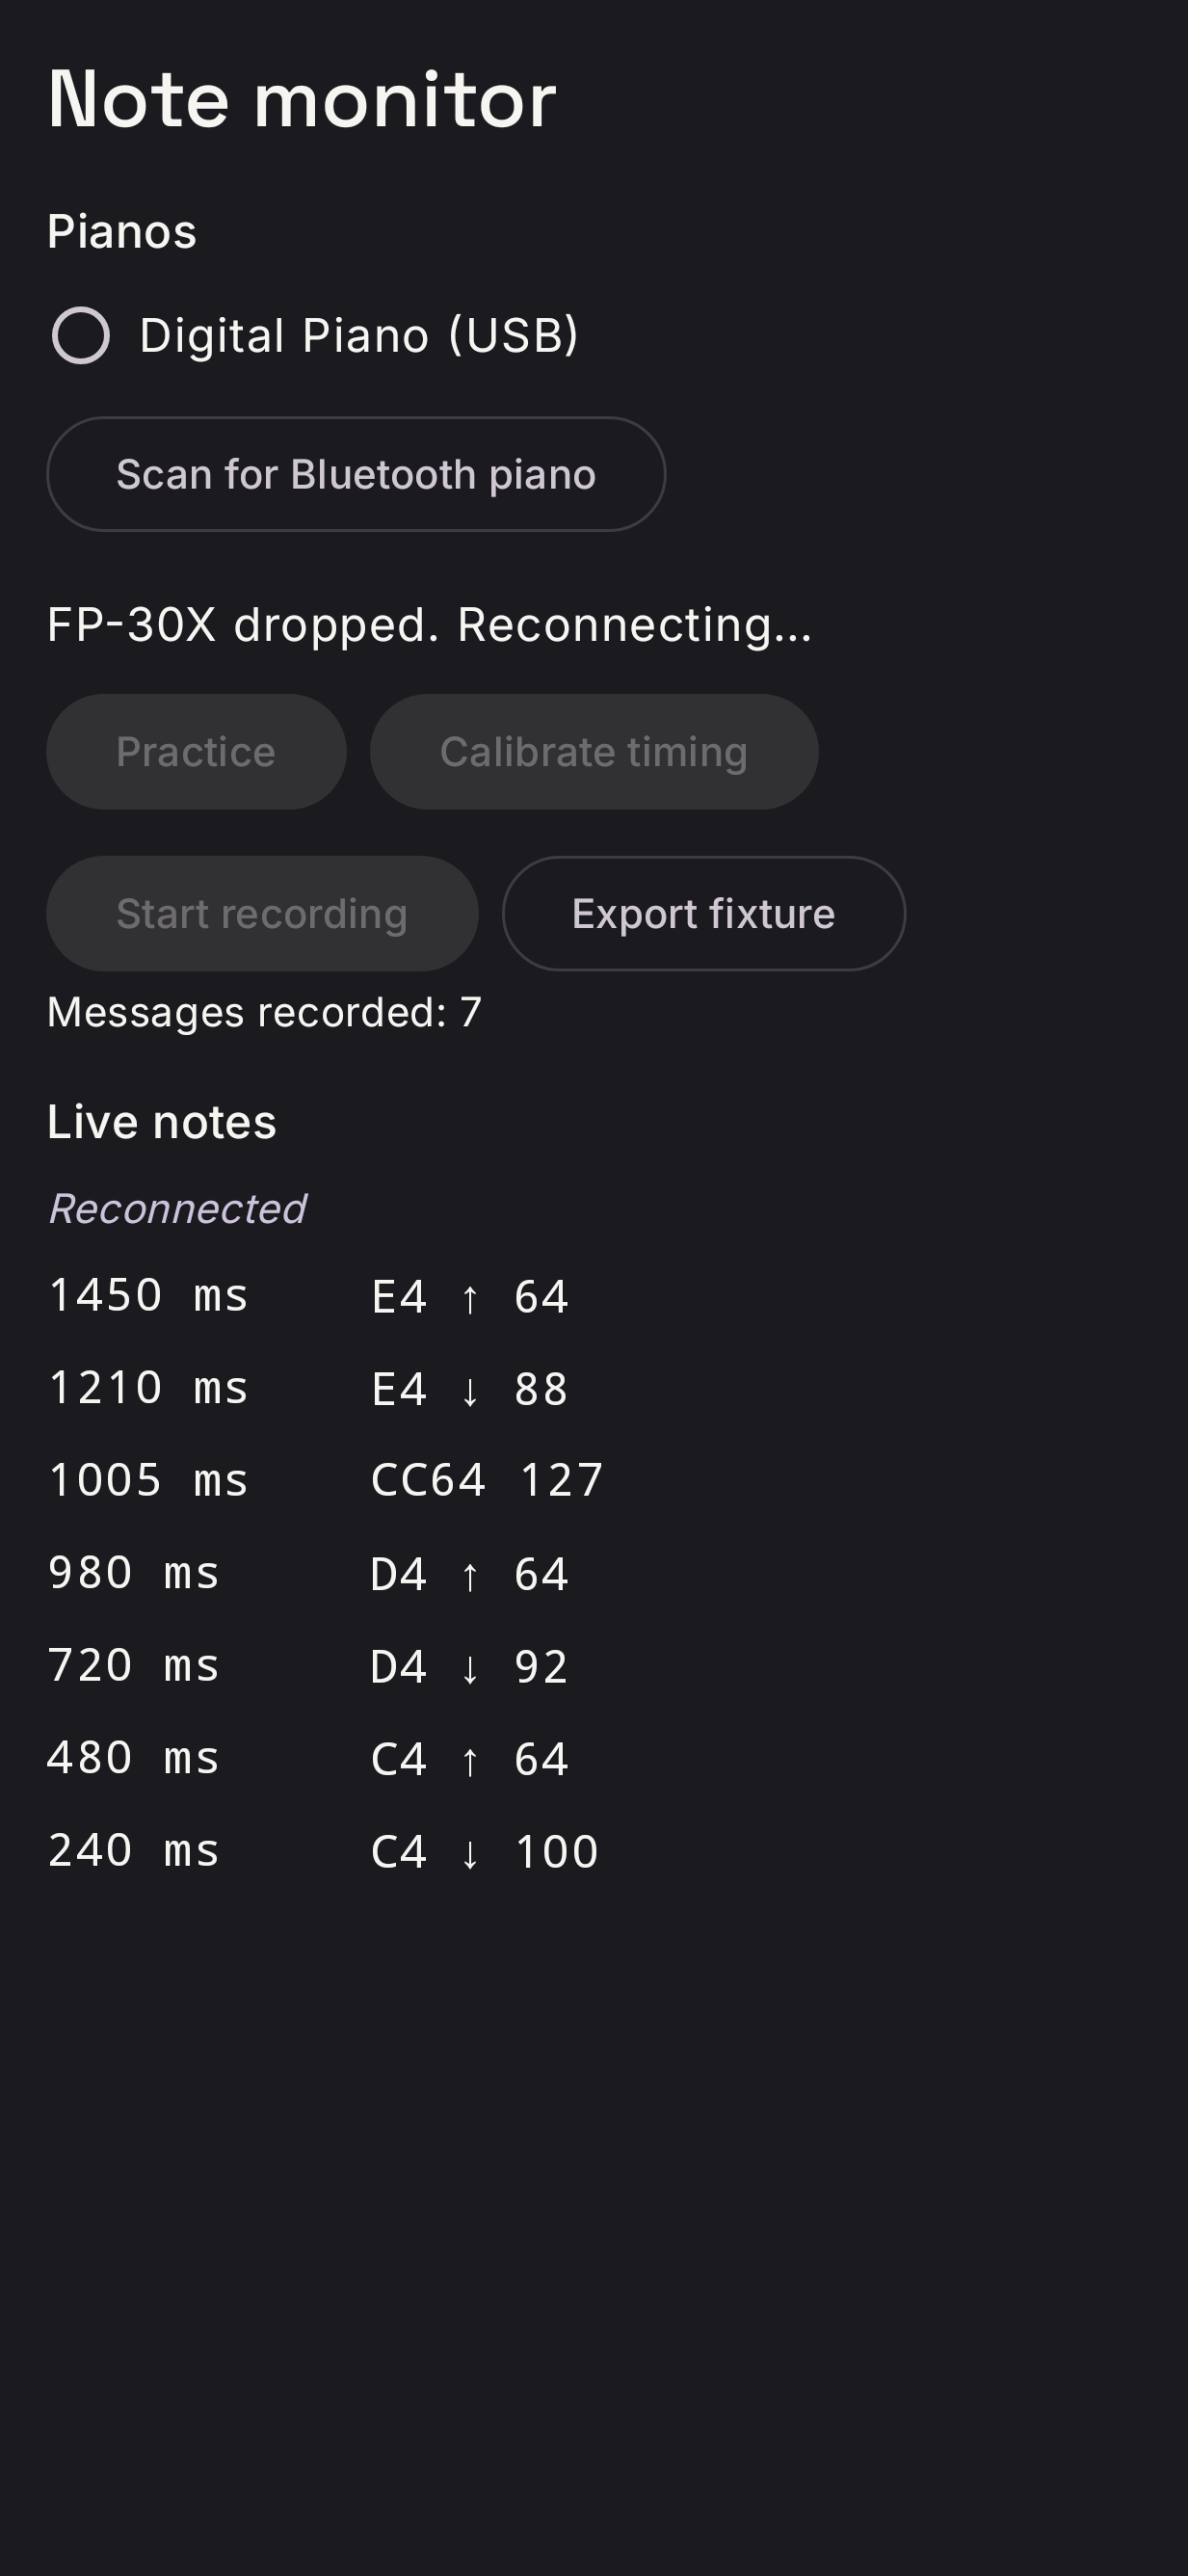 Note monitor
Pianos
Digital Piano (USB)
Scan for Bluetooth piano
FP-30X dropped. Reconnecting…
Practice Calibrate timing
Start recording Export fixture
Messages recorded: 7
Live notes
Reconnected
1450 ms E4 ↑ 64
1210 ms E4 ↓ 88
1005 ms CC64 127
980 ms D4 ↑ 64
720 ms D4 ↓ 92
480 ms C4 ↑ 64
240 ms C4 ↓ 100